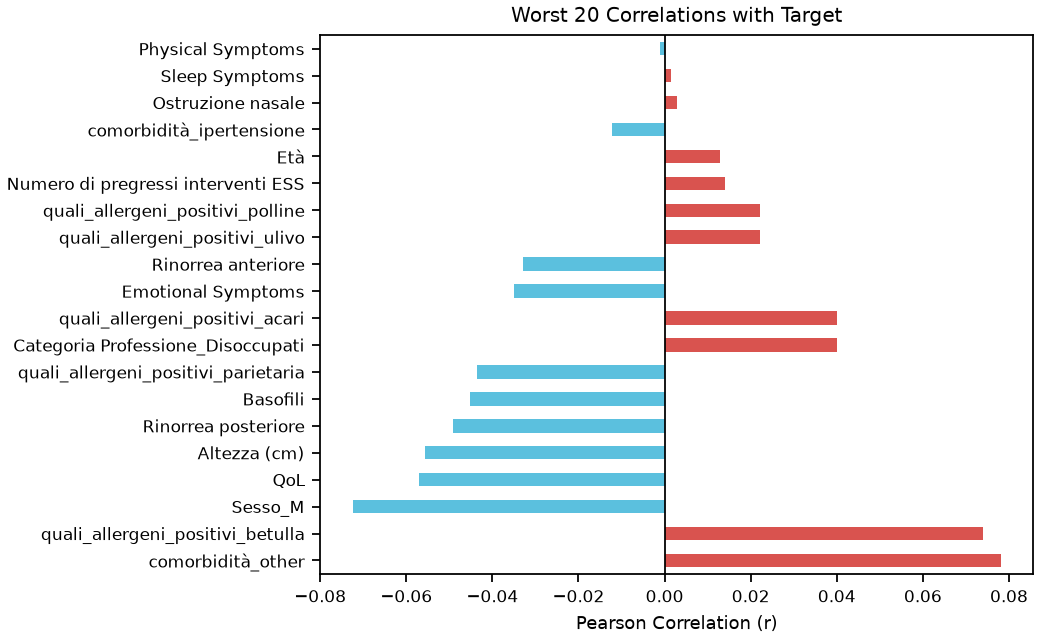 Worst 20 Correlations with Target
Physical Symptoms
Sleep Symptoms
Ostruzione nasale
comorbidità_ipertensione
Età
Numero di pregressi interventi ESS
quali_allergeni_positivi_polline
quali_allergeni_positivi_ulivo
Rinorrea anteriore
Emotional Symptoms
quali_allergeni_positivi_acari
Categoria Professione_Disoccupati
quali_allergeni_positivi_parietaria
Basofili
Rinorrea posteriore
Altezza (cm)
QoL
Sesso_M
quali_allergeni_positivi_betulla
comorbidità_other
−0.08 −0.06 −0.04 −0.02 0.00 0.02 0.04 0.06 0.08
Pearson Correlation (r)